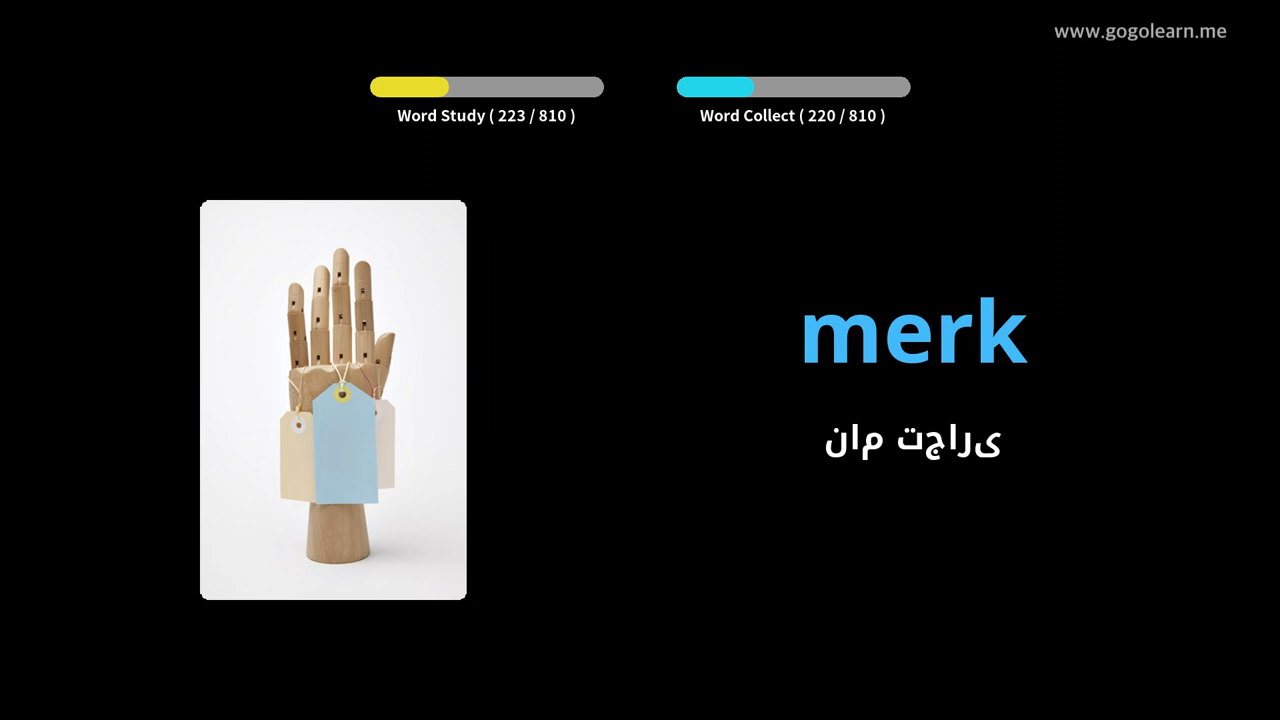 www.gogolearn.me
Word Study ( 223 / 810 )
Word Collect ( 220 / 810 )
merk
نام تجاری